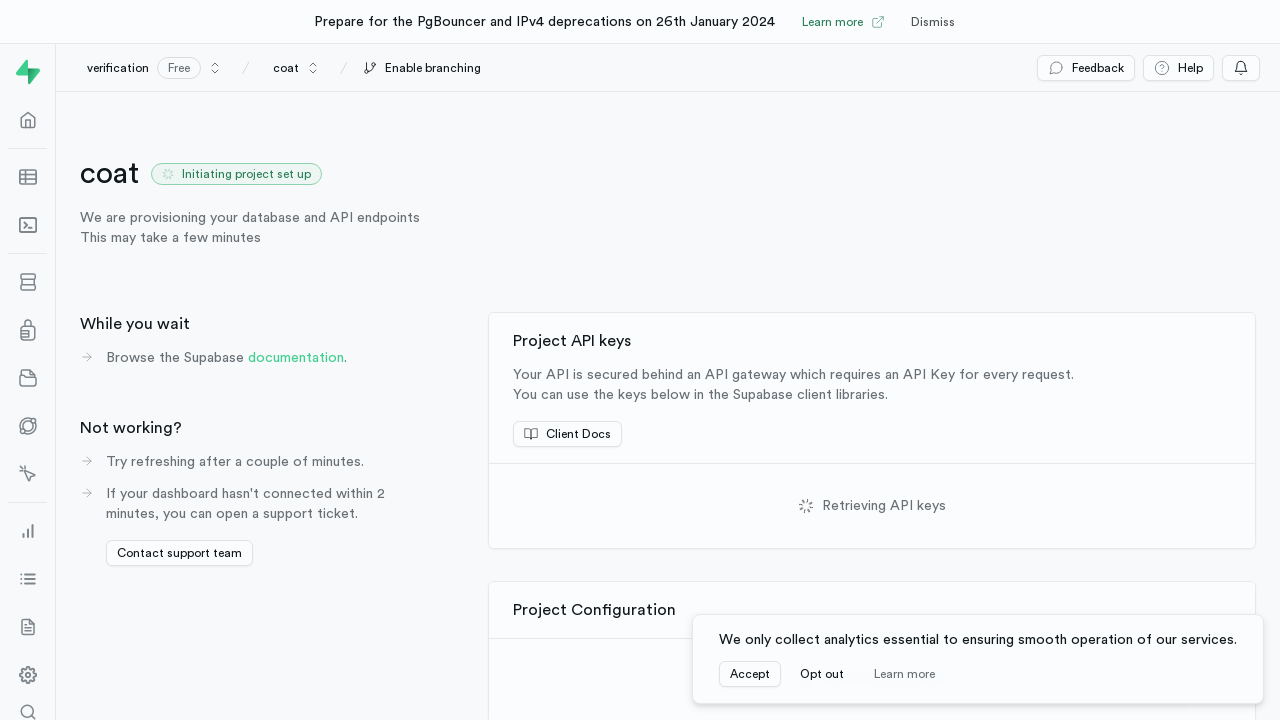 Prepare for the PgBouncer and IPv4 deprecations on 26th January 2024 Learn more Dismiss
verification Free / coat / Enable branching Feedback Help
coat Initiating project set up
We are provisioning your database and API endpoints
This may take a few minutes
While you wait
Browse the Supabase documentation.
Not working?
Try refreshing after a couple of minutes.
If your dashboard hasn't connected within 2
minutes, you can open a support ticket.
Contact support team
Project API keys
Your API is secured behind an API gateway which requires an API Key for every request.
You can use the keys below in the Supabase client libraries.
Client Docs
Retrieving API keys
Project Configuration
We only collect analytics essential to ensuring smooth operation of our services.
Accept Opt out Learn more